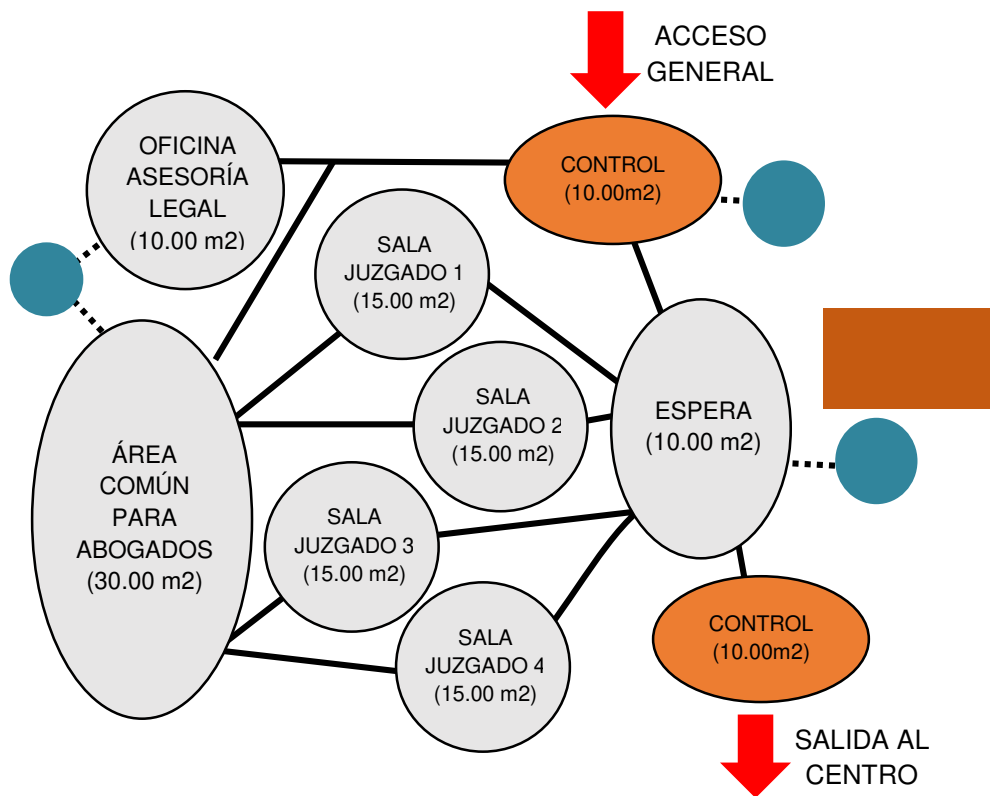 ACCESO
GENERAL
OFICINA
ASESORÍA
LEGAL
(10.00 m2)
CONTROL
(10.00m2)
SALA
JUZGADO 1
(15.00 m2)
SALA
JUZGADO 2
(15.00 m2)
ESPERA
(10.00 m2)
ÁREA
COMÚN
PARA
ABOGADOS
(30.00 m2)
SALA
JUZGADO 3
(15.00 m2)
SALA
JUZGADO 4
(15.00 m2)
CONTROL
(10.00m2)
SALIDA AL
CENTRO